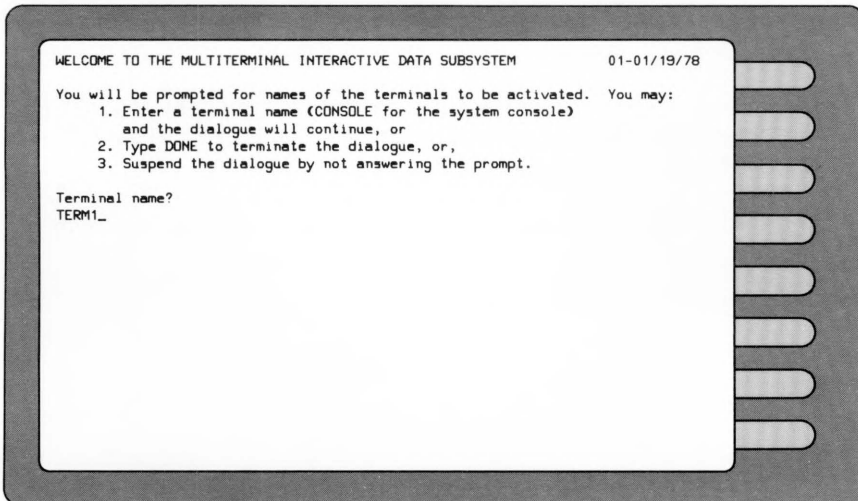 WELCOME TO THE MULTITERMINAL INTERACTIVE DATA SUBSYSTEM 01-01/19/78
You will be prompted for names of the terminals to be activated. You may:
1. Enter a terminal name (CONSOLE for the system console)
and the dialogue will continue, or
2. Type DONE to terminate the dialogue, or,
3. Suspend the dialogue by not answering the prompt.
Terminal name?
TERM1_